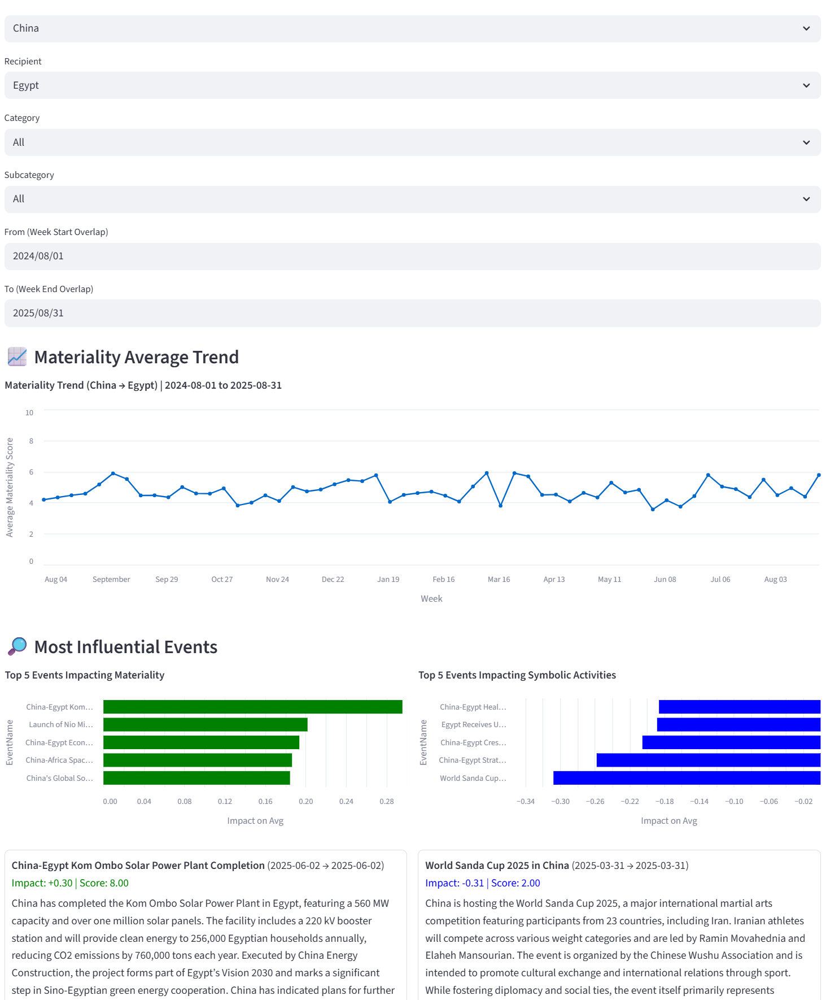 China
Recipient
Egypt
Category
All
Subcategory
All
From (Week Start Overlap)
2024/08/01
To (Week End Overlap)
2025/08/31
Materiality Average Trend
Materiality Trend (China → Egypt) | 2024-08-01 to 2025-08-31
Average Materiality Score
10
8
6
4
2
0
Aug 04 September Sep 29 Oct 27 Nov 24 Dec 22 Jan 19 Feb 16 Mar 16 Apr 13 May 11 Jun 08 Jul 06 Aug 03
Week
Most Influential Events
Top 5 Events Impacting Materiality
EventName
China-Egypt Kom…
Launch of Nio Mi…
China-Egypt Econ…
China-Africa Spac…
China's Global So…
0.00 0.04 0.08 0.12 0.16 0.20 0.24 0.28
Impact on Avg
Top 5 Events Impacting Symbolic Activities
EventName
China-Egypt Heal…
Egypt Receives U…
China-Egypt Cres…
China-Egypt Strat…
World Sanda Cup…
−0.34 −0.30 −0.26 −0.22 −0.18 −0.14 −0.10 −0.06 −0.02
Impact on Avg
China-Egypt Kom Ombo Solar Power Plant Completion (2025-06-02 → 2025-06-02)
Impact: +0.30 | Score: 8.00
China has completed the Kom Ombo Solar Power Plant in Egypt, featuring a 560 MW
capacity and over one million solar panels. The facility includes a 220 kV booster
station and will provide clean energy to 256,000 Egyptian households annually,
reducing CO2 emissions by 760,000 tons each year. Executed by China Energy
Construction, the project forms part of Egypt’s Vision 2030 and marks a significant
step in Sino-Egyptian green energy cooperation. China has indicated plans for further
World Sanda Cup 2025 in China (2025-03-31 → 2025-03-31)
Impact: -0.31 | Score: 2.00
China is hosting the World Sanda Cup 2025, a major international martial arts
competition featuring participants from 23 countries, including Iran. Iranian athletes
will compete across various weight categories and are led by Ramin Movahednia and
Elaheh Mansourian. The event is organized by the Chinese Wushu Association and is
intended to promote cultural exchange and international relations through sport.
While fostering diplomacy and social ties, the event itself primarily represents